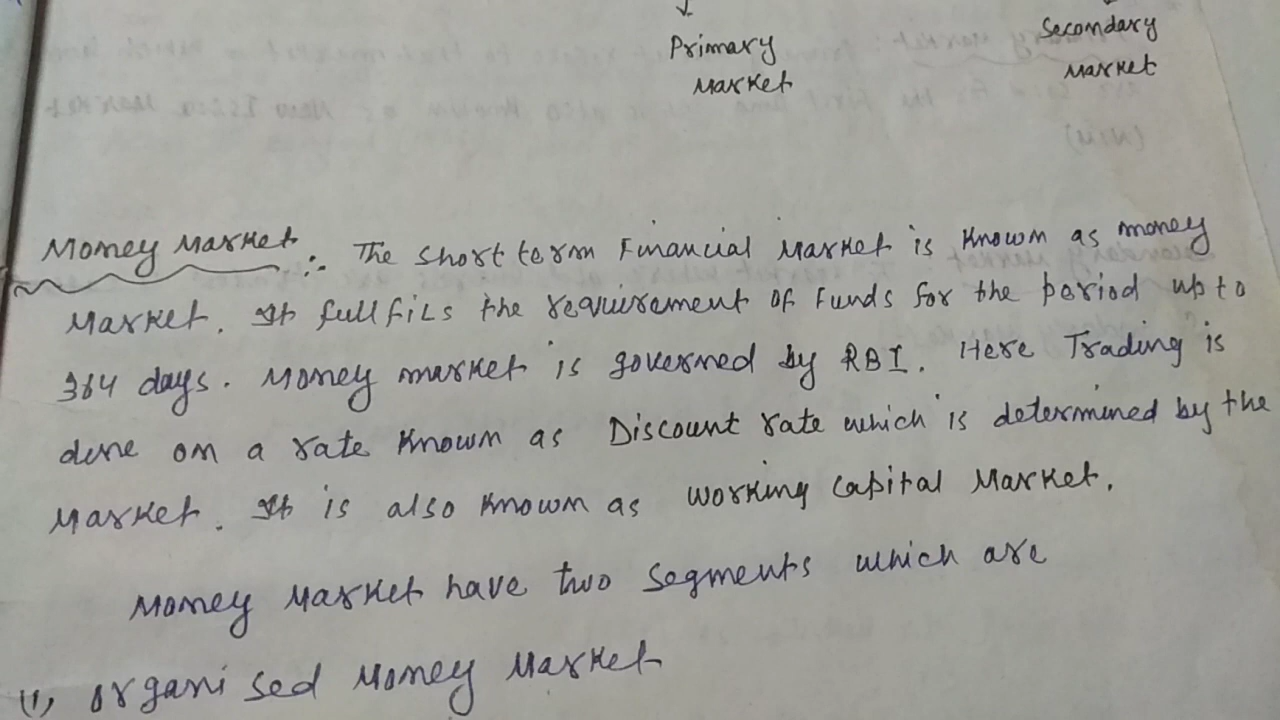 Primary
Market
Secondary
Market
Money Market :- The short term Financial Market is known as money
Market. It fullfils the requirement of Funds for the period upto
364 days. Money market is governed by RBI. Here Trading is
done on a rate known as Discount rate which is determined by the
Market. It is also known as working capital Market.
Money Market have two segments which are
(1), organised Money Market